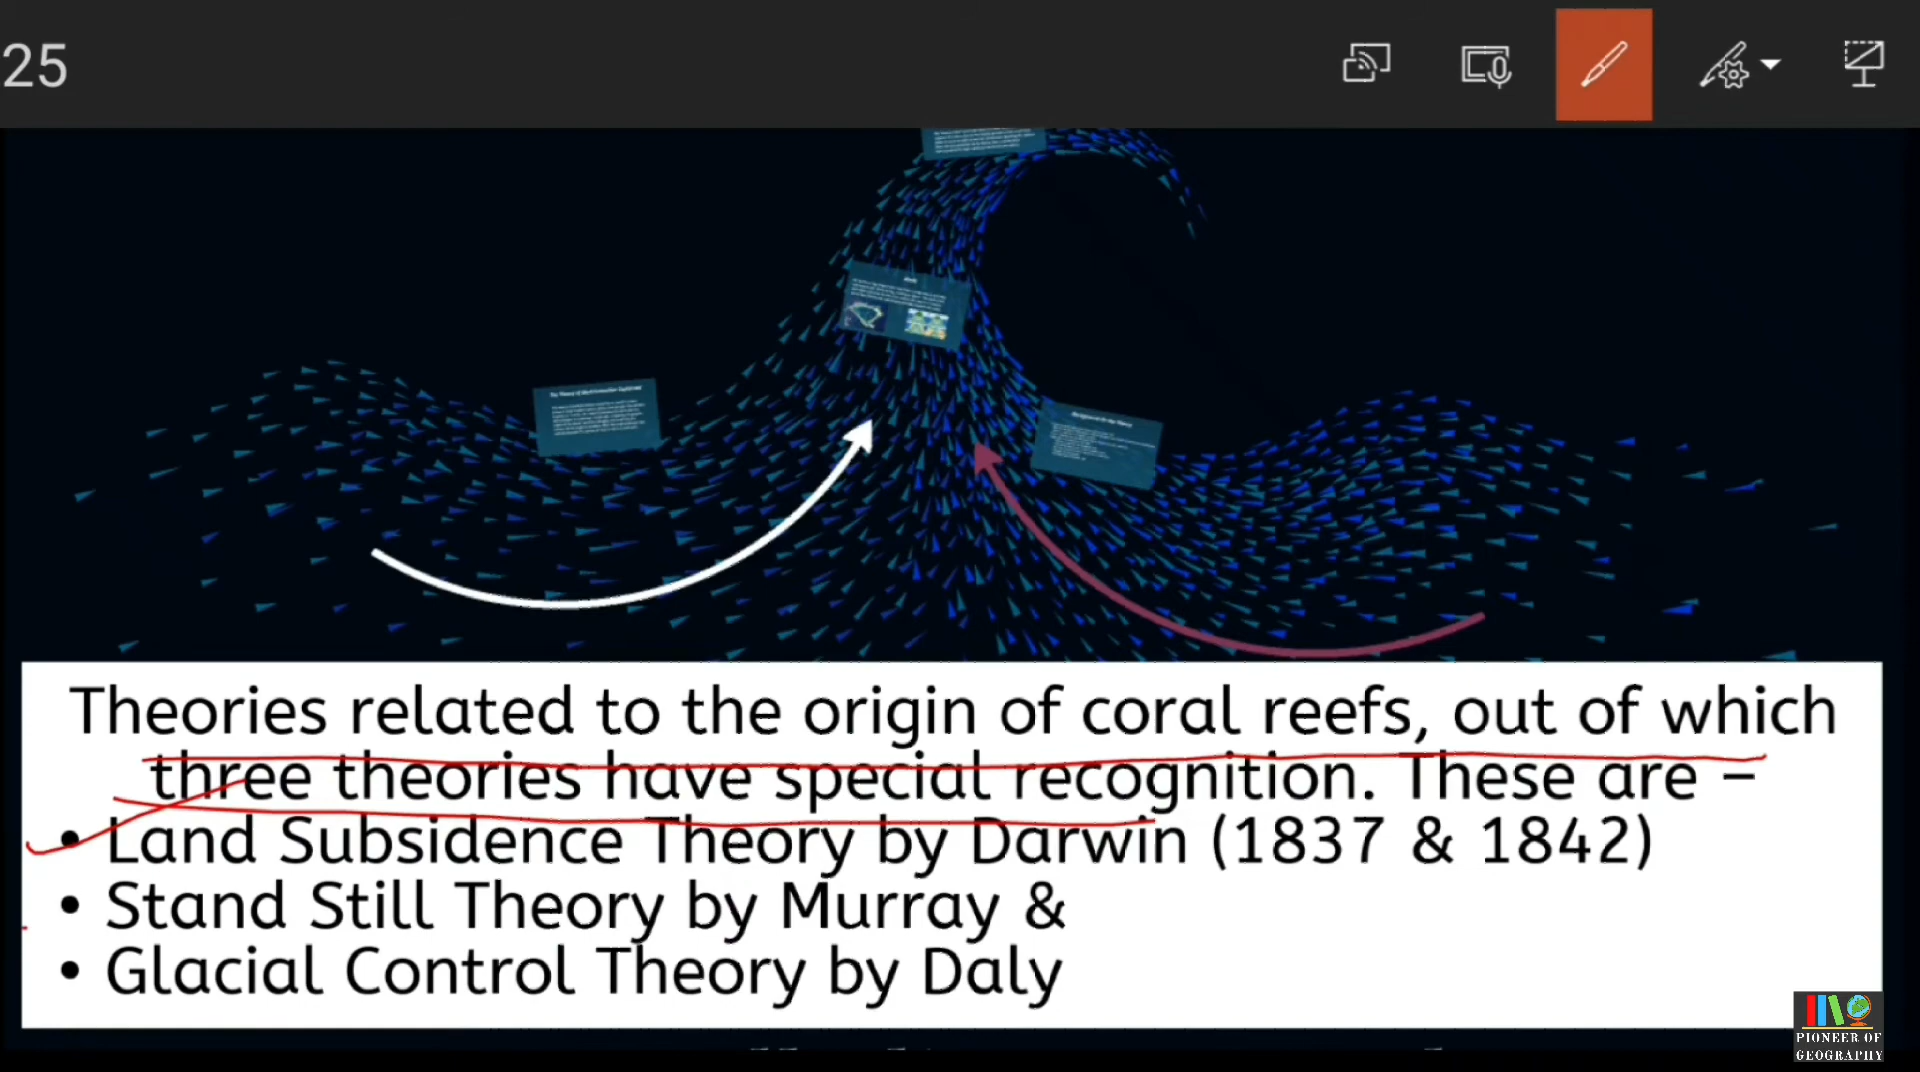 25
Theories related to the origin of coral reefs, out of which
three theories have special recognition. These are –
• Land Subsidence Theory by Darwin (1837 & 1842)
• Stand Still Theory by Murray &
• Glacial Control Theory by Daly
PIONEER OF
GEOGRAPHY